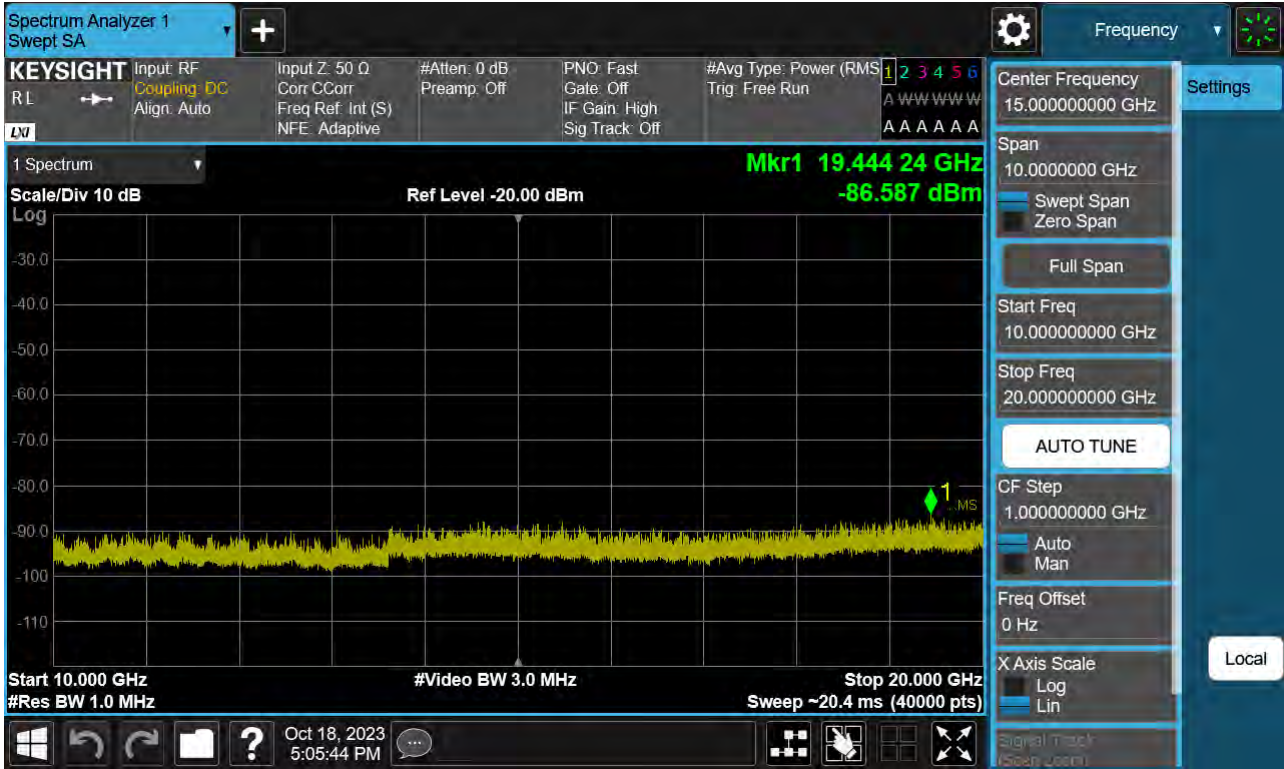 Spectrum Analyzer 1
Swept SA
Frequency
KEYSIGHT
R L
LXI
Input: RF
Coupling: DC
Align: Auto
Input Z: 50 Ω
Corr CCorr
Freq Ref: Int (S)
NFE: Adaptive
#Atten: 0 dB
Preamp: Off
PNO: Fast
Gate: Off
IF Gain: High
Sig Track: Off
#Avg Type: Power (RMS
Trig: Free Run
1 2 3 4 5 6
A W W W W W
A A A A A A
1 Spectrum
Scale/Div 10 dB
Log
Ref Level -20.00 dBm
Mkr1 19.444 24 GHz
-86.587 dBm
-30.0
-40.0
-50.0
-60.0
-70.0
-80.0
-90.0
-100
-110
1
MS
Start 10.000 GHz
#Res BW 1.0 MHz
#Video BW 3.0 MHz
Stop 20.000 GHz
Sweep ~20.4 ms (40000 pts)
Center Frequency
15.000000000 GHz
Span
10.0000000 GHz
Swept Span
Zero Span
Full Span
Start Freq
10.000000000 GHz
Stop Freq
20.000000000 GHz
AUTO TUNE
CF Step
1.000000000 GHz
Auto
Man
Freq Offset
0 Hz
X Axis Scale
Log
Lin
Signal Track
(Span Zoom)
Settings
Local
?
Oct 18, 2023
5:05:44 PM